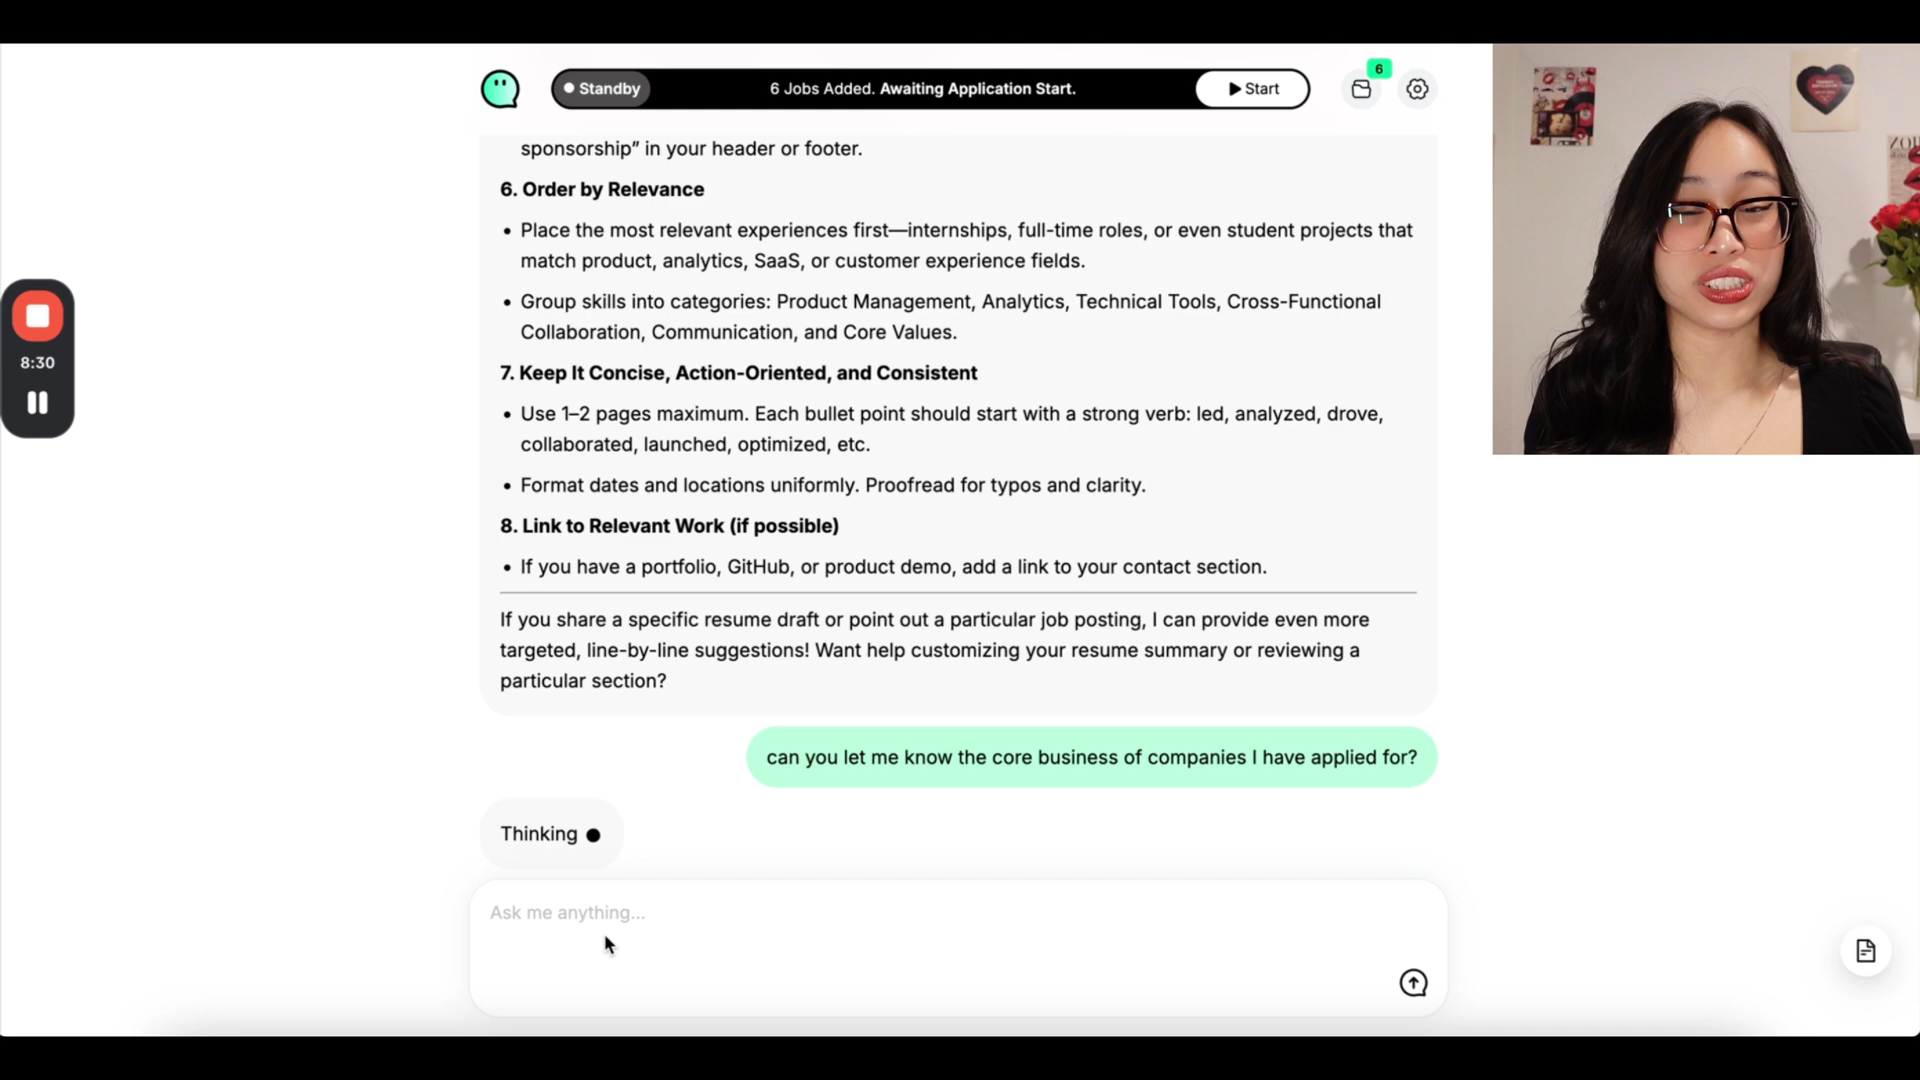 6
Standby
6 Jobs Added. Awaiting Application Start.
Start
sponsorship” in your header or footer.
6. Order by Relevance
• Place the most relevant experiences first—internships, full-time roles, or even student projects that
match product, analytics, SaaS, or customer experience fields.
• Group skills into categories: Product Management, Analytics, Technical Tools, Cross-Functional
Collaboration, Communication, and Core Values.
7. Keep It Concise, Action-Oriented, and Consistent
• Use 1–2 pages maximum. Each bullet point should start with a strong verb: led, analyzed, drove,
collaborated, launched, optimized, etc.
• Format dates and locations uniformly. Proofread for typos and clarity.
8. Link to Relevant Work (if possible)
• If you have a portfolio, GitHub, or product demo, add a link to your contact section.
If you share a specific resume draft or point out a particular job posting, I can provide even more
targeted, line-by-line suggestions! Want help customizing your resume summary or reviewing a
particular section?
can you let me know the core business of companies I have applied for?
Thinking
Ask me anything...
8:30